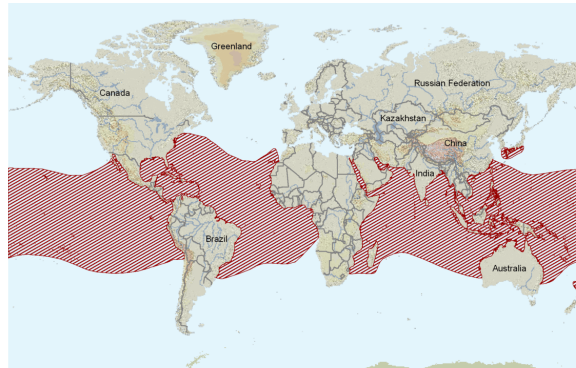 Greenland
Russian Federation
Canada
Kazakhstan
China
India
Brazil
Australia